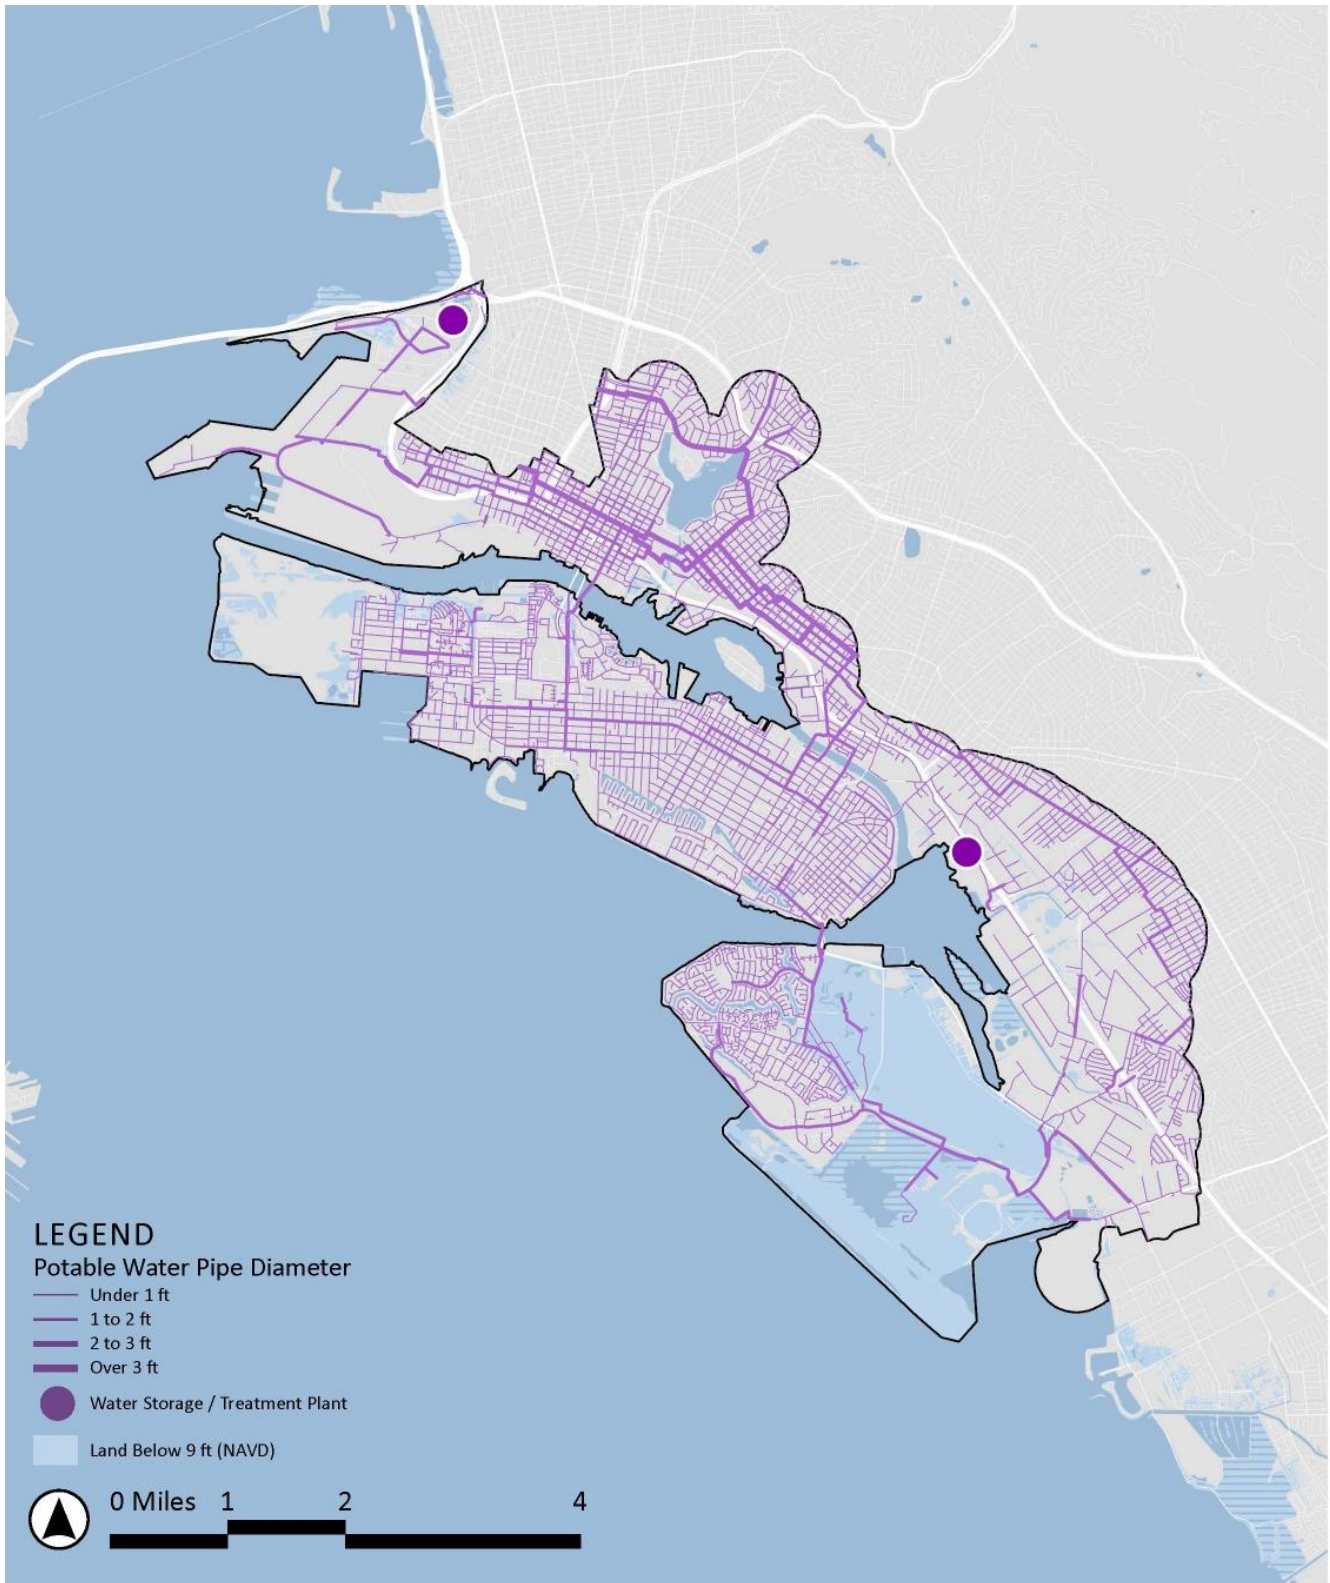 LEGEND
Potable Water Pipe Diameter
Under 1 ft
1 to 2 ft
2 to 3 ft
Over 3 ft
Water Storage / Treatment Plant
Land Below 9 ft (NAVD)
0 Miles 1 2 4